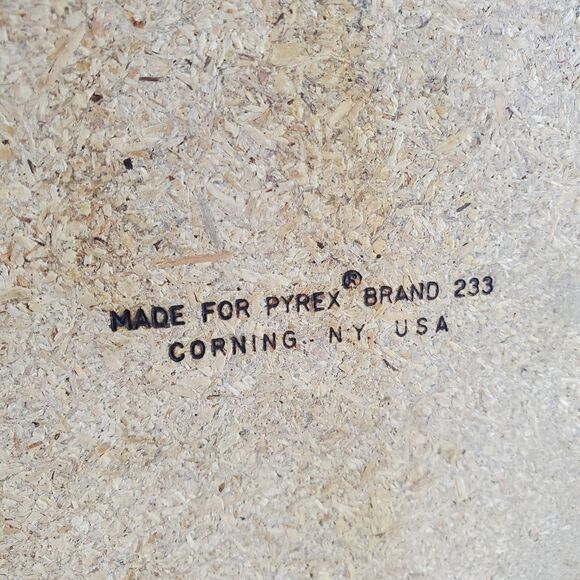 MADE FOR PYREX® BRAND 233
CORNING, N.Y. USA